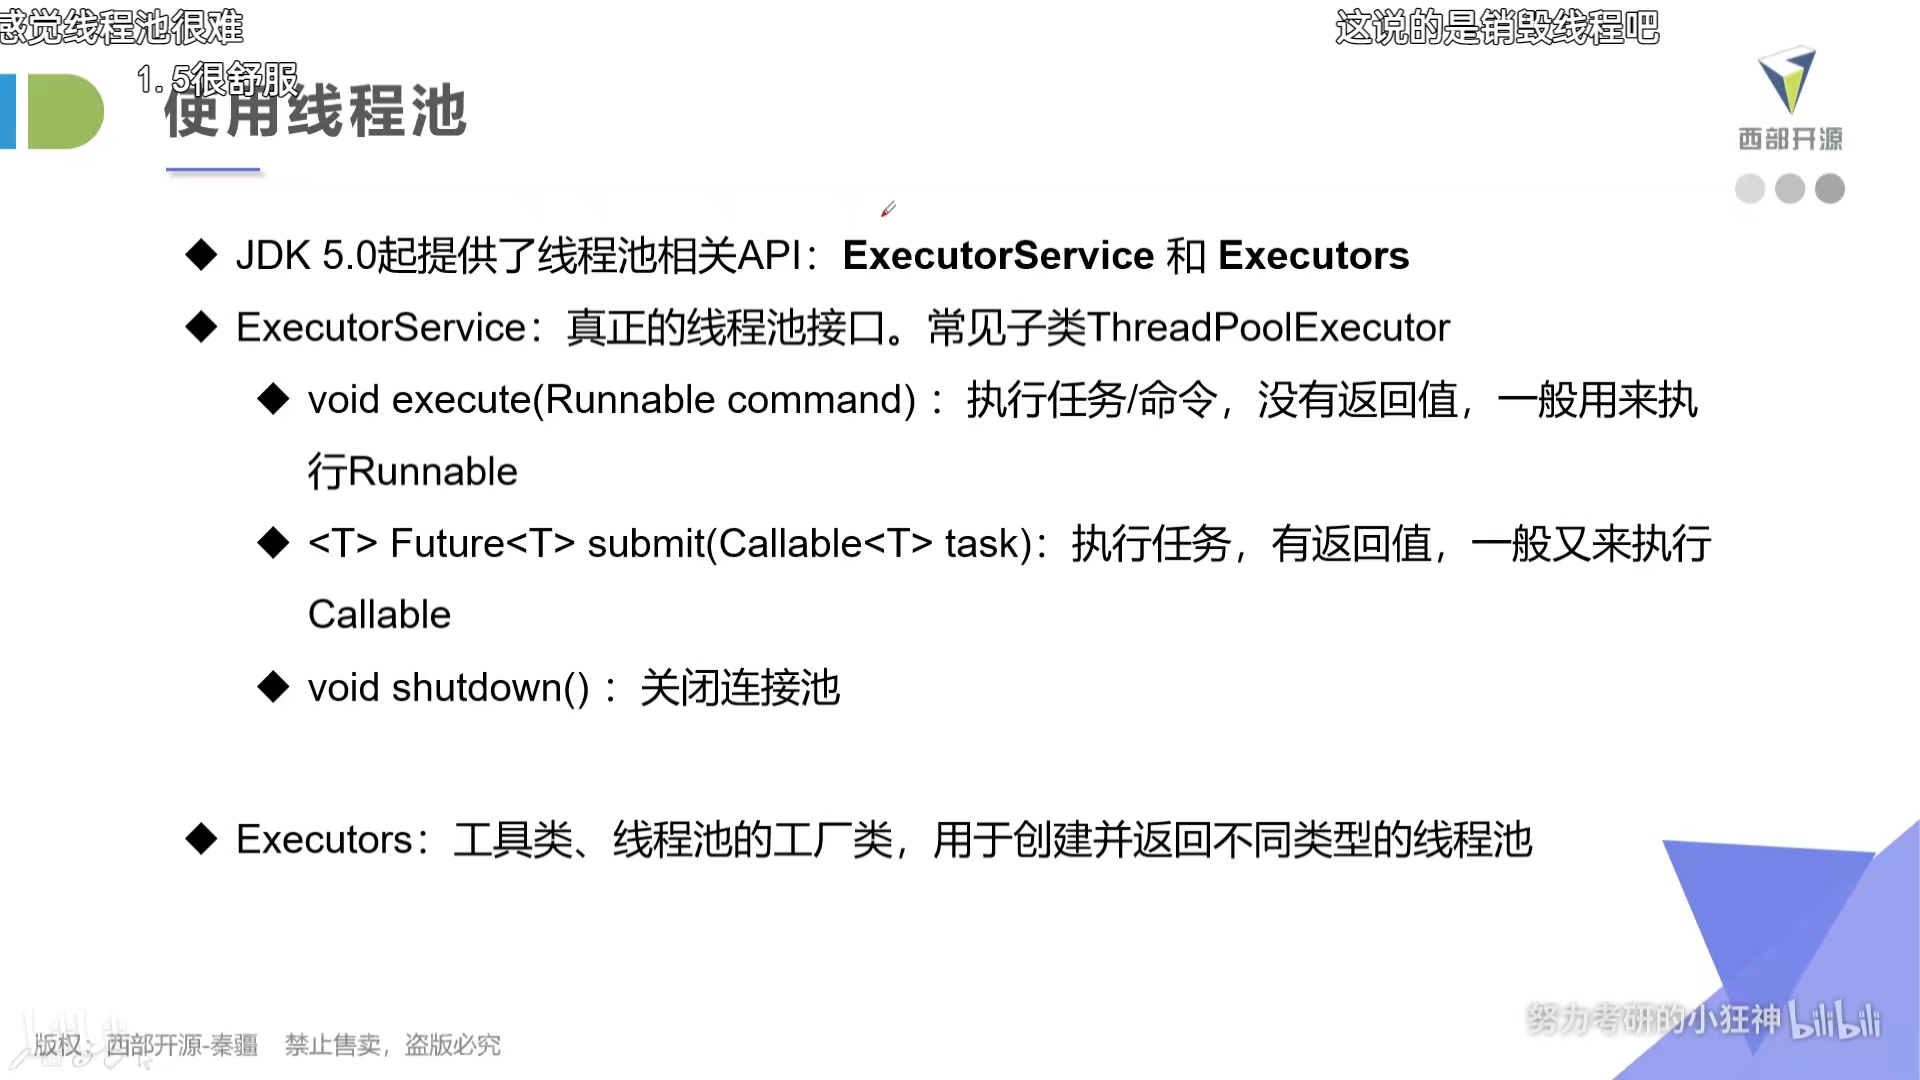 感觉线程池很难
这说的是销毁线程吧
1.5很舒服
使用线程池
西部开源
JDK 5.0起提供了线程池相关API：ExecutorService 和 Executors
ExecutorService：真正的线程池接口。常见子类ThreadPoolExecutor
void execute(Runnable command) ：执行任务/命令，没有返回值，一般用来执
行Runnable
<T> Future<T> submit(Callable<T> task)：执行任务，有返回值，一般又来执行
Callable
void shutdown() ：关闭连接池
Executors：工具类、线程池的工厂类，用于创建并返回不同类型的线程池
努力考研的小狂神 bilibili
版权：西部开源-秦疆 禁止售卖，盗版必究